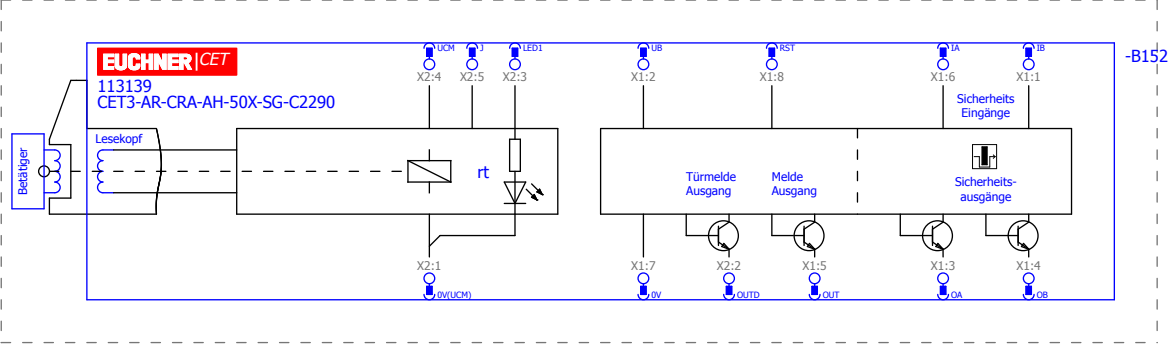 UCM
J
LED1
UB
RST
IA
IB
-B152
EUCHNER CET
X2:4
X2:5
X2:3
X1:2
X1:8
X1:6
X1:1
113139
CET3-AR-CRA-AH-50X-SG-C2290
Sicherheits
Eingänge
Lesekopf
Betätiger
rt
Türmelde
Ausgang
Melde
Ausgang
Sicherheits-
ausgänge
X2:1
X1:7
X2:2
X1:5
X1:3
X1:4
0V(UCM)
0V
OUTD
OUT
OA
OB